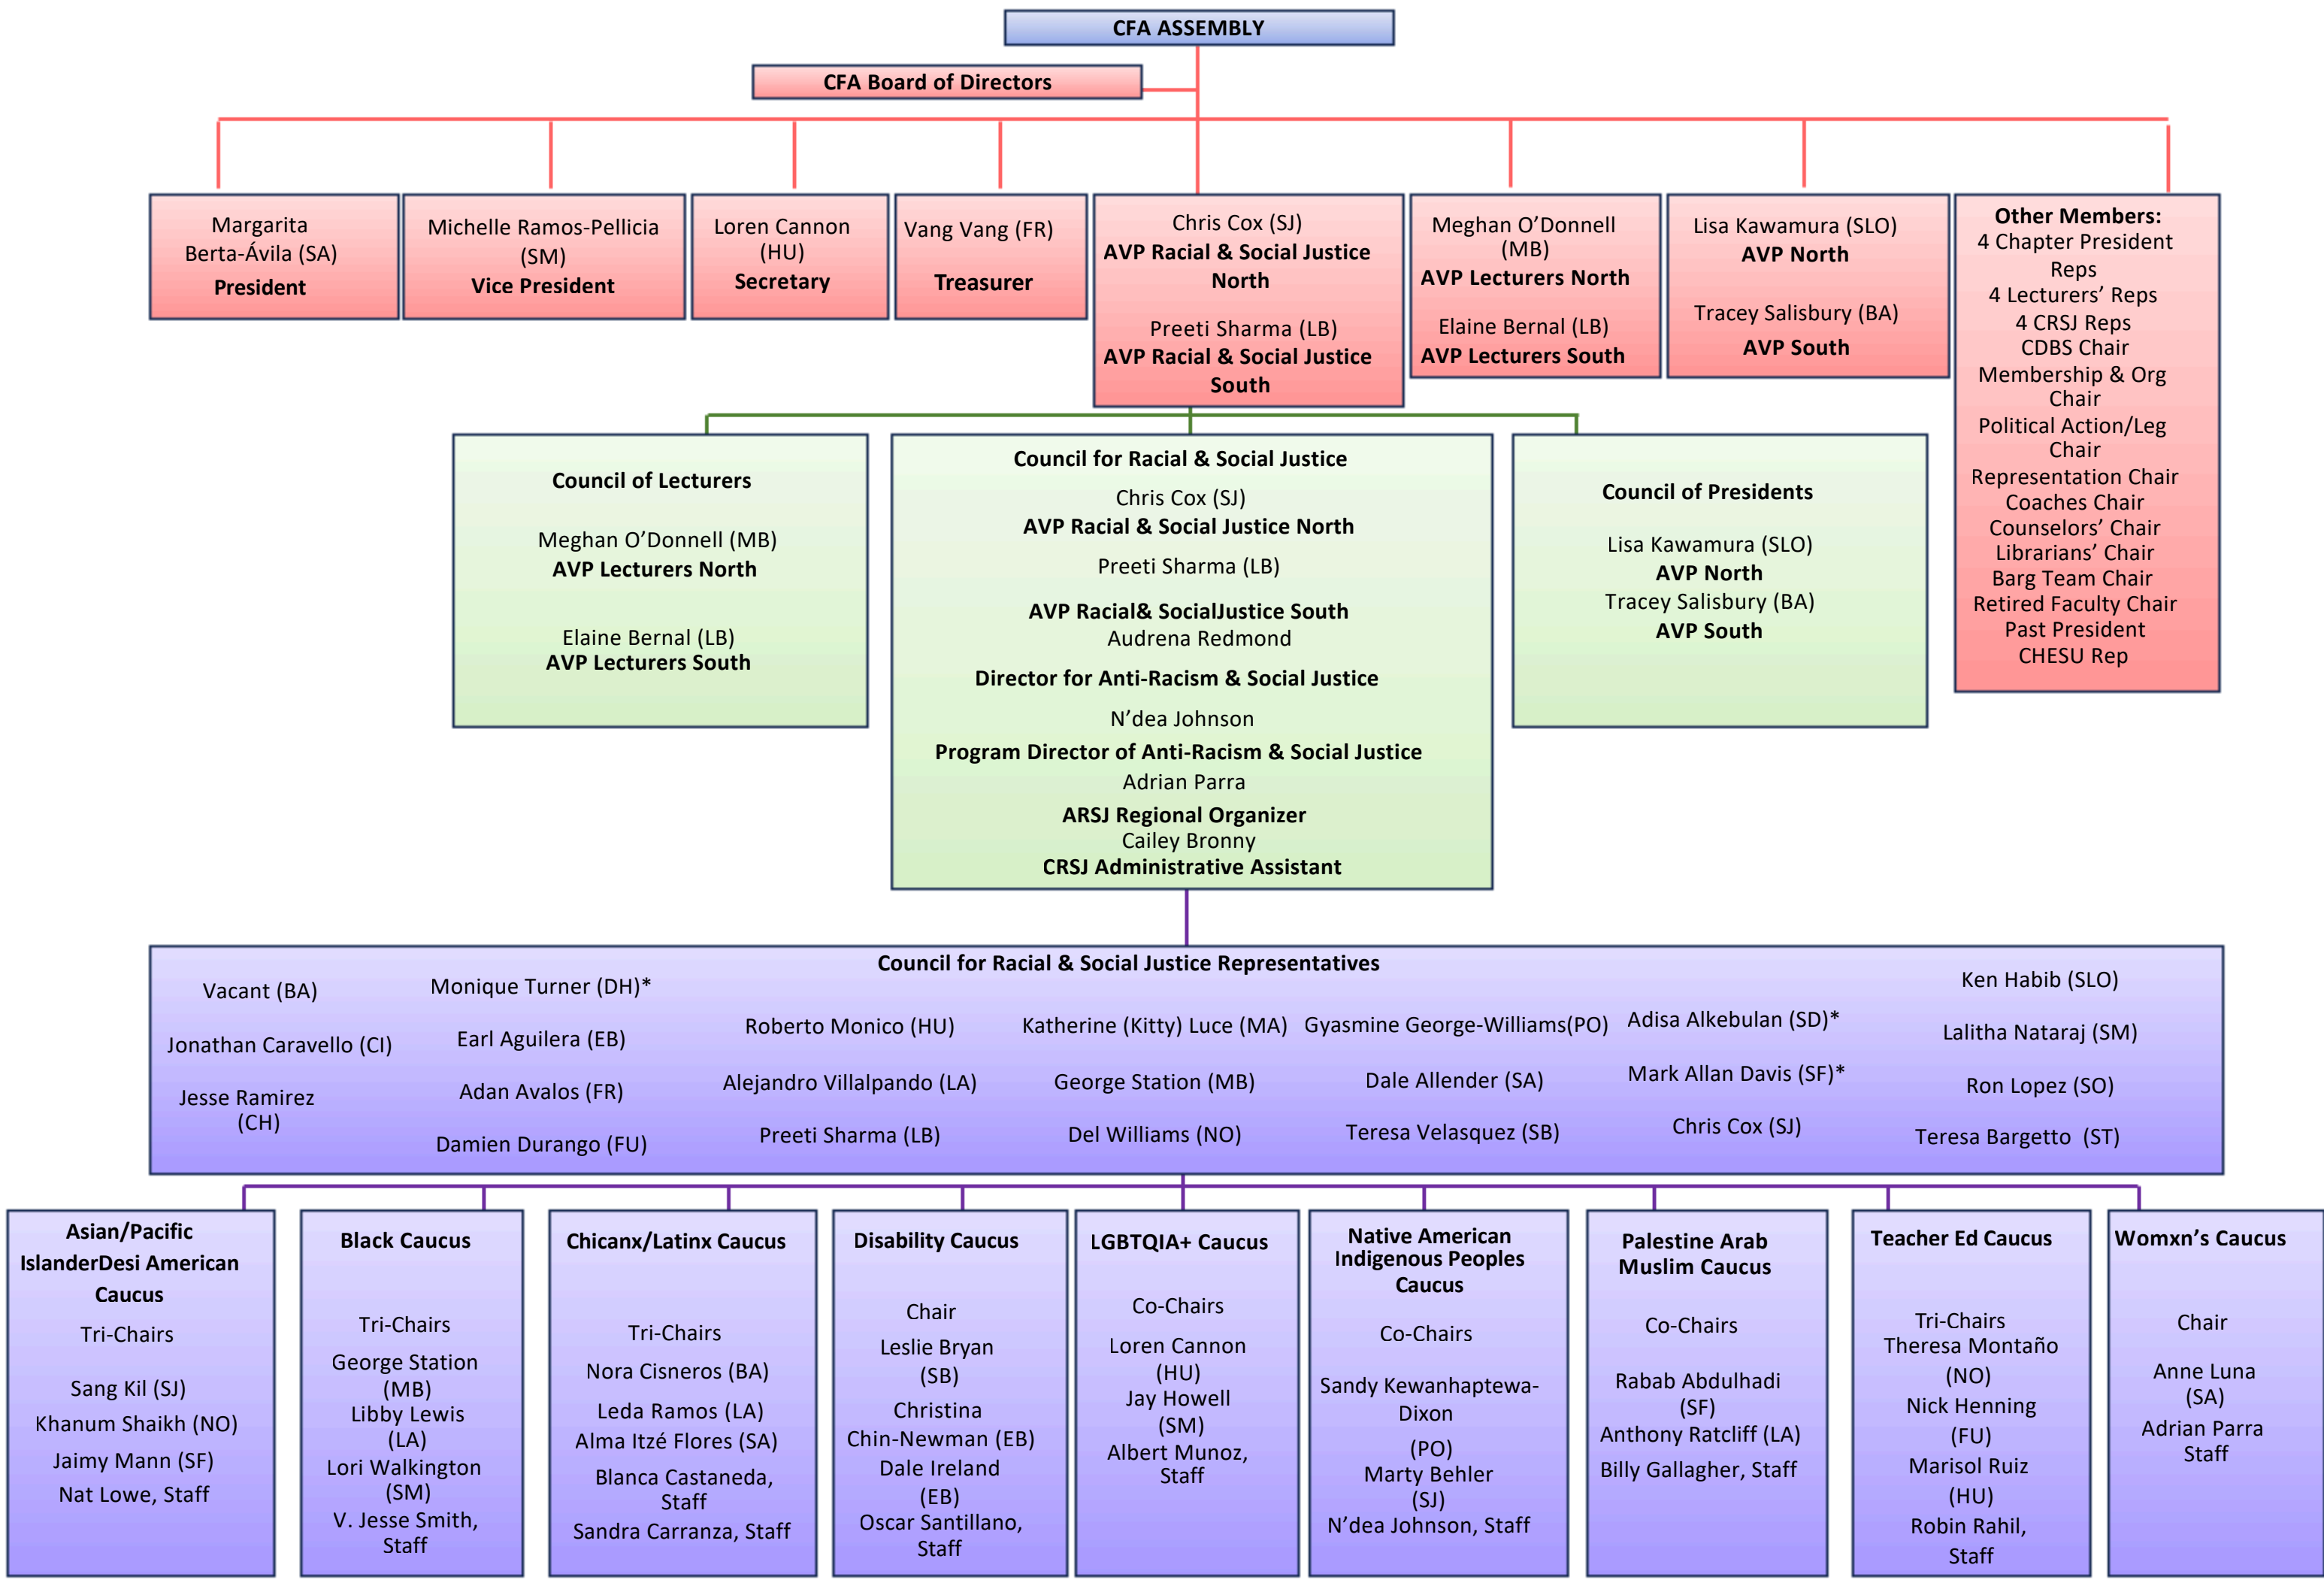 CFA ASSEMBLY
CFA Board of Directors
Margarita
Berta-Ávila (SA)
President
Michelle Ramos-Pellicia
(SM)
Vice President
Loren Cannon
(HU)
Secretary
Vang Vang (FR)
Treasurer
Chris Cox (SJ)
AVP Racial & Social Justice
North
Preeti Sharma (LB)
AVP Racial & Social Justice
South
Meghan O’Donnell
(MB)
AVP Lecturers North
Elaine Bernal (LB)
AVP Lecturers South
Lisa Kawamura (SLO)
AVP North
Tracey Salisbury (BA)
AVP South
Other Members:
4 Chapter President
Reps
4 Lecturers’ Reps
4 CRSJ Reps
CDBS Chair
Membership & Org
Chair
Political Action/Leg
Chair
Representation Chair
Coaches Chair
Counselors’ Chair
Librarians’ Chair
Barg Team Chair
Retired Faculty Chair
Past President
CHESU Rep
Council of Lecturers
Meghan O’Donnell (MB)
AVP Lecturers North
Elaine Bernal (LB)
AVP Lecturers South
Council for Racial & Social Justice
Chris Cox (SJ)
AVP Racial & Social Justice North
Preeti Sharma (LB)
AVP Racial& SocialJustice South
Audrena Redmond
Director for Anti-Racism & Social Justice
N’dea Johnson
Program Director of Anti-Racism & Social Justice
Adrian Parra
ARSJ Regional Organizer
Cailey Bronny
CRSJ Administrative Assistant
Council of Presidents
Lisa Kawamura (SLO)
AVP North
Tracey Salisbury (BA)
AVP South
Council for Racial & Social Justice Representatives
Vacant (BA)
Jonathan Caravello (CI)
Jesse Ramirez
(CH)
Monique Turner (DH)*
Earl Aguilera (EB)
Adan Avalos (FR)
Damien Durango (FU)
Roberto Monico (HU)
Alejandro Villalpando (LA)
Preeti Sharma (LB)
Katherine (Kitty) Luce (MA)
George Station (MB)
Del Williams (NO)
Gyasmine George-Williams(PO)
Dale Allender (SA)
Teresa Velasquez (SB)
Adisa Alkebulan (SD)*
Mark Allan Davis (SF)*
Chris Cox (SJ)
Ken Habib (SLO)
Lalitha Nataraj (SM)
Ron Lopez (SO)
Teresa Bargetto (ST)
Asian/Pacific
IslanderDesi American
Caucus
Tri-Chairs
Sang Kil (SJ)
Khanum Shaikh (NO)
Jaimy Mann (SF)
Nat Lowe, Staff
Black Caucus
Tri-Chairs
George Station
(MB)
Libby Lewis
(LA)
Lori Walkington
(SM)
V. Jesse Smith,
Staff
Chicanx/Latinx Caucus
Tri-Chairs
Nora Cisneros (BA)
Leda Ramos (LA)
Alma Itzé Flores (SA)
Blanca Castaneda,
Staff
Sandra Carranza, Staff
Disability Caucus
Chair
Leslie Bryan
(SB)
Christina
Chin-Newman (EB)
Dale Ireland
(EB)
Oscar Santillano,
Staff
LGBTQIA+ Caucus
Co-Chairs
Loren Cannon
(HU)
Jay Howell
(SM)
Albert Munoz,
Staff
Native American
Indigenous Peoples
Caucus
Co-Chairs
Sandy Kewanhaptewa-
Dixon
(PO)
Marty Behler
(SJ)
N’dea Johnson, Staff
Palestine Arab
Muslim Caucus
Co-Chairs
Rabab Abdulhadi
(SF)
Anthony Ratcliff (LA)
Billy Gallagher, Staff
Teacher Ed Caucus
Tri-Chairs
Theresa Montaño
(NO)
Nick Henning
(FU)
Marisol Ruiz
(HU)
Robin Rahil,
Staff
Womxn’s Caucus
Chair
Anne Luna
(SA)
Adrian Parra
Staff